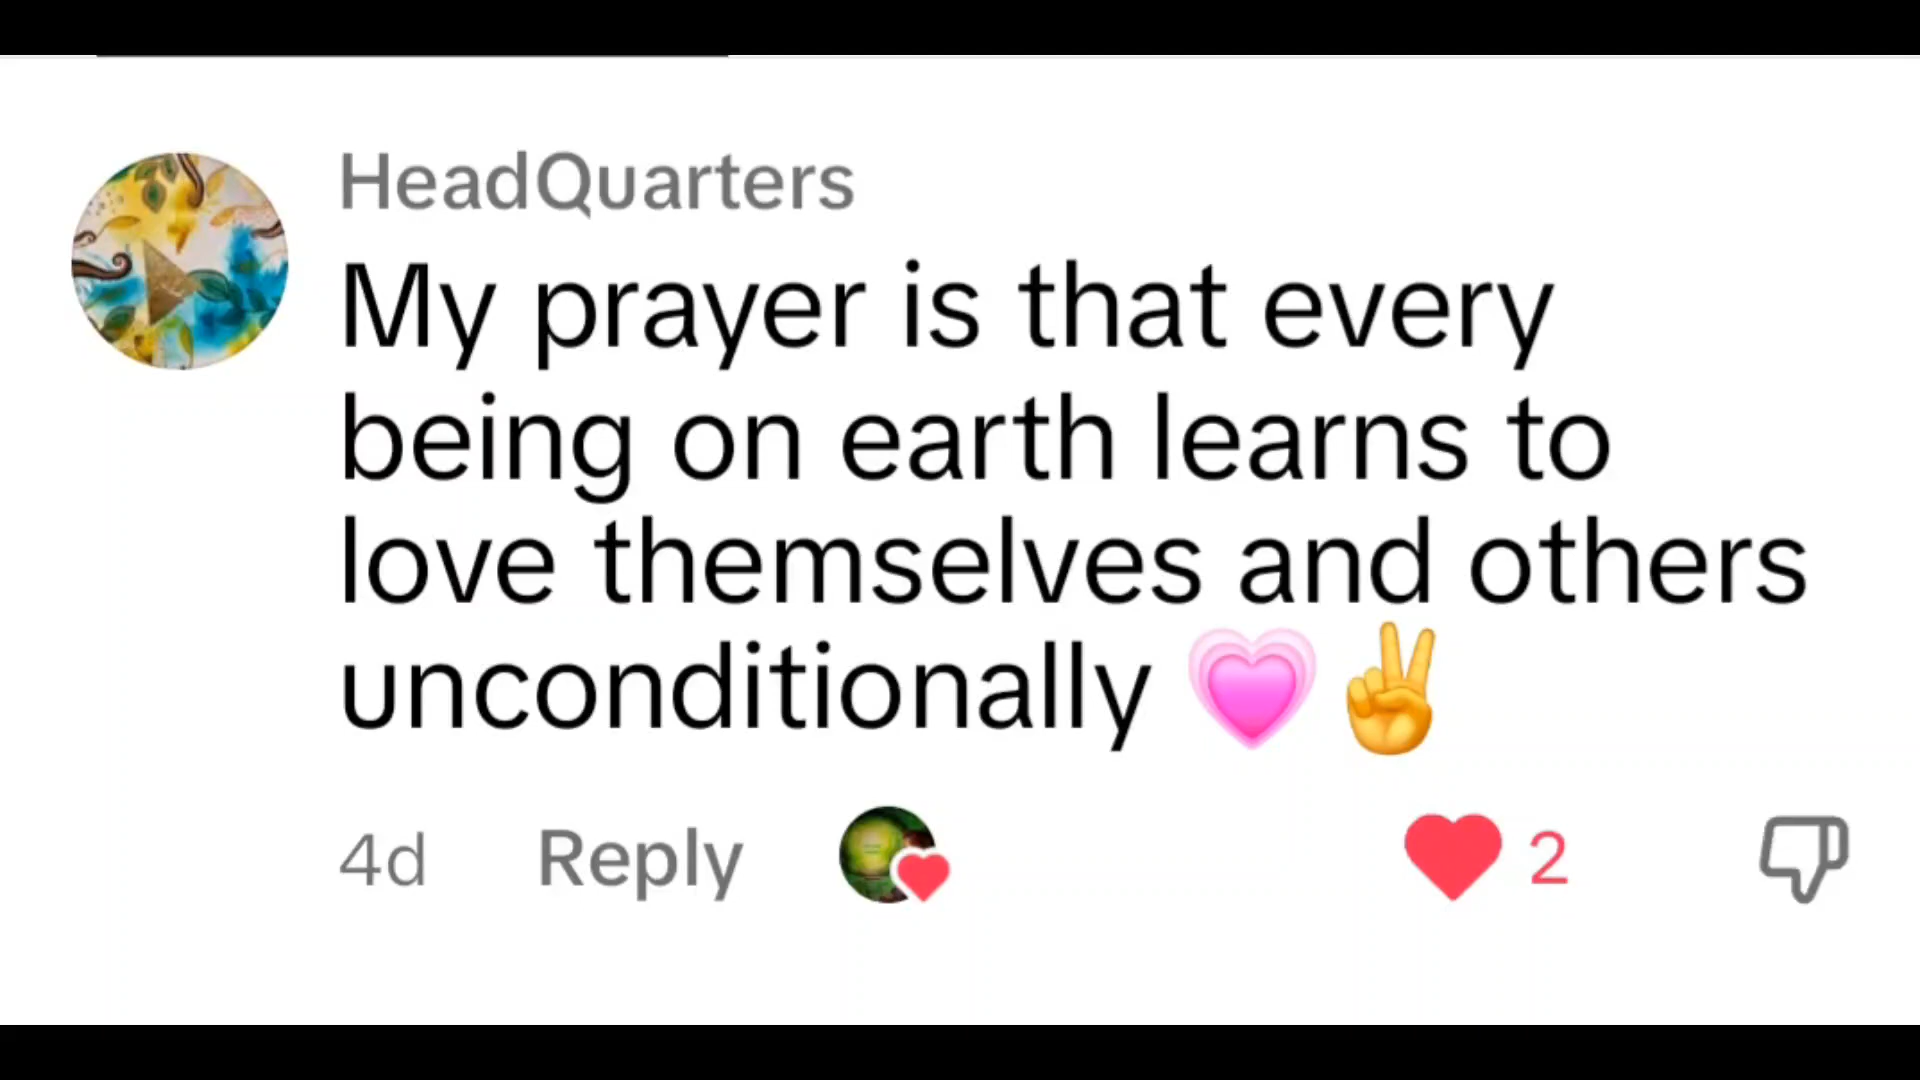 HeadQuarters
My prayer is that every
being on earth learns to
love themselves and others
unconditionally 💗 ✌️
4d Reply 2